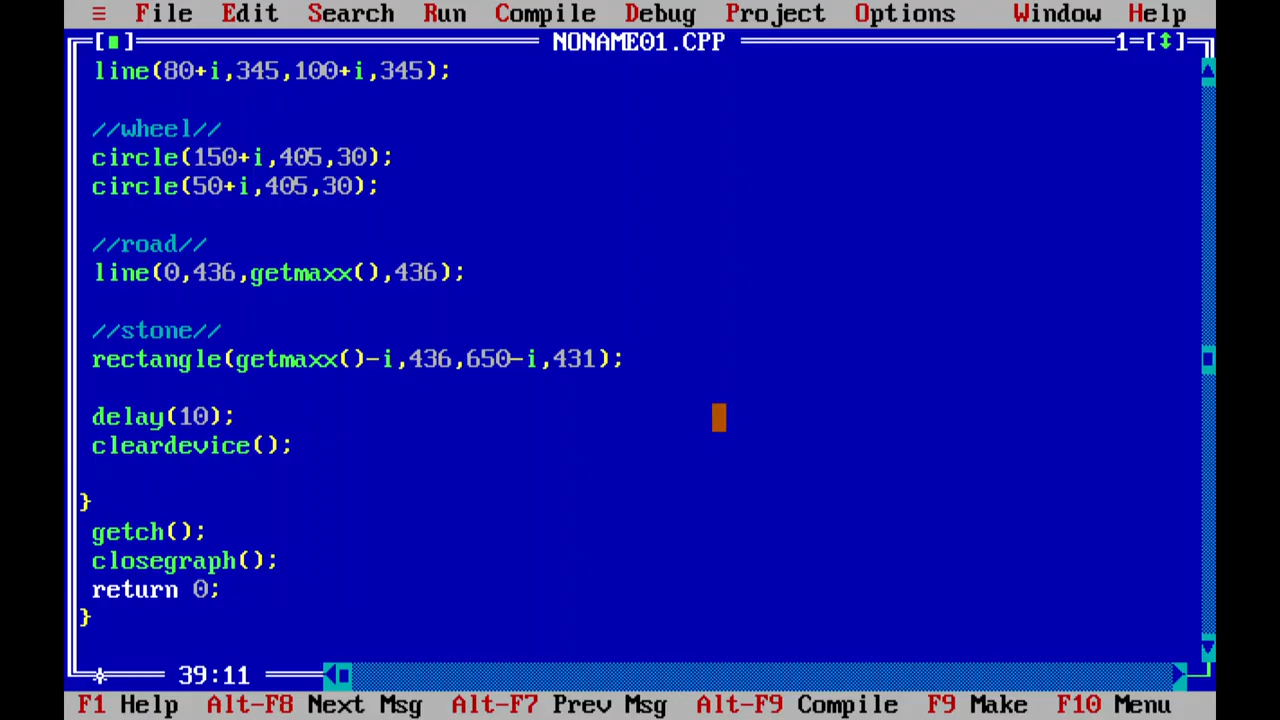 ≡ File Edit Search Run Compile Debug Project Options Window Help
[■] NONAME01.CPP 1=[↕]
line(80+i,345,100+i,345);
//wheel//
circle(150+i,405,30);
circle(50+i,405,30);
//road//
line(0,436,getmaxx(),436);
//stone//
rectangle(getmaxx()-i,436,650-i,431);
delay(10);
cleardevice();
}
getch();
closegraph();
return 0;
}
39:11
F1 Help Alt-F8 Next Msg Alt-F7 Prev Msg Alt-F9 Compile F9 Make F10 Menu